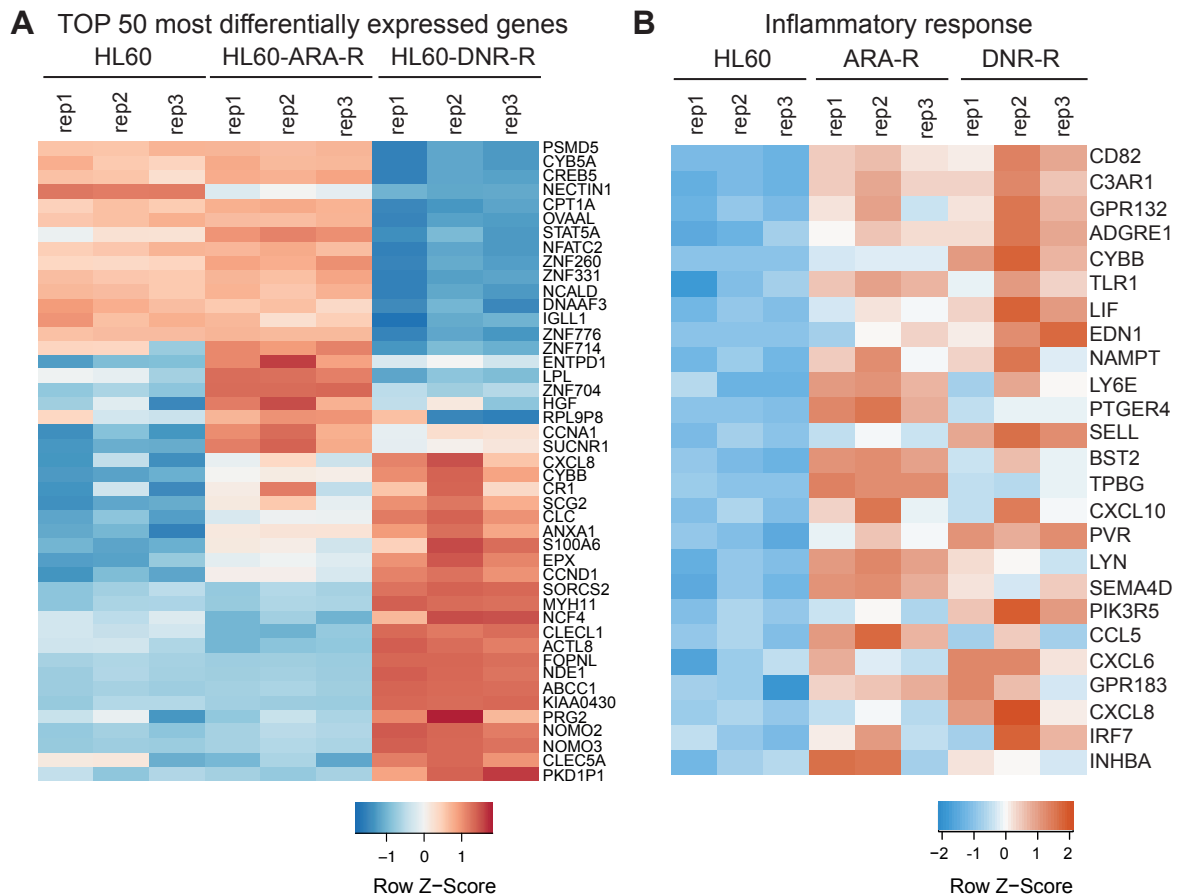 A TOP 50 most differentially expressed genes
HL60 HL60-ARA-R HL60-DNR-R
rep1 rep2 rep3 rep1 rep2 rep3 rep1 rep2 rep3
PSMD5
CYB5A
CREB5
NECTIN1
CPT1A
OVAAL
STAT5A
NFATC2
ZNF260
ZNF331
NCALD
DNAAF3
IGLL1
ZNF776
ZNF714
ENTPD1
LPL
ZNF704
HGF
RPL9P8
CCNA1
SUCNR1
CXCL8
CYBB
CR1
SCG2
CLC
ANXA1
S100A6
EPX
CCND1
SORCS2
MYH11
NCF4
CLECL1
ACTL8
FOPNL
NDE1
ABCC1
KIAA0430
PRG2
NOMO2
NOMO3
CLEC5A
PKD1P1
−1 0 1
Row Z−Score
B Inflammatory response
HL60 ARA-R DNR-R
rep1 rep2 rep3 rep1 rep2 rep3 rep1 rep2 rep3
CD82
C3AR1
GPR132
ADGRE1
CYBB
TLR1
LIF
EDN1
NAMPT
LY6E
PTGER4
SELL
BST2
TPBG
CXCL10
PVR
LYN
SEMA4D
PIK3R5
CCL5
CXCL6
GPR183
CXCL8
IRF7
INHBA
−2 -1 0 1 2
Row Z−Score